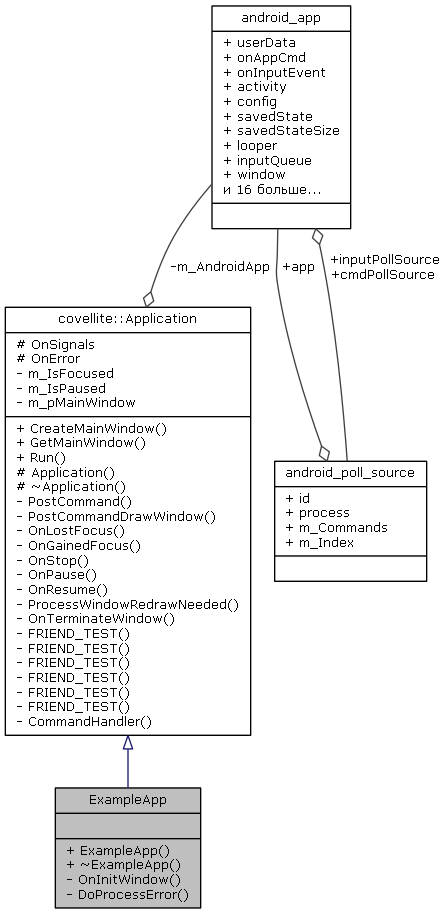 android_app
+ userData
+ onAppCmd
+ onInputEvent
+ activity
+ config
+ savedState
+ savedStateSize
+ looper
+ inputQueue
+ window
и 16 больше...
-m_AndroidApp
+app
+inputPollSource
+cmdPollSource
covellite::Application
# OnSignals
# OnError
- m_IsFocused
- m_IsPaused
- m_pMainWindow
+ CreateMainWindow()
+ GetMainWindow()
+ Run()
# Application()
# ~Application()
- PostCommand()
- PostCommandDrawWindow()
- OnLostFocus()
- OnGainedFocus()
- OnStop()
- OnPause()
- OnResume()
- ProcessWindowRedrawNeeded()
- OnTerminateWindow()
- FRIEND_TEST()
- FRIEND_TEST()
- FRIEND_TEST()
- FRIEND_TEST()
- FRIEND_TEST()
- FRIEND_TEST()
- CommandHandler()
android_poll_source
+ id
+ process
+ m_Commands
+ m_Index
ExampleApp
+ ExampleApp()
+ ~ExampleApp()
- OnInitWindow()
- DoProcessError()